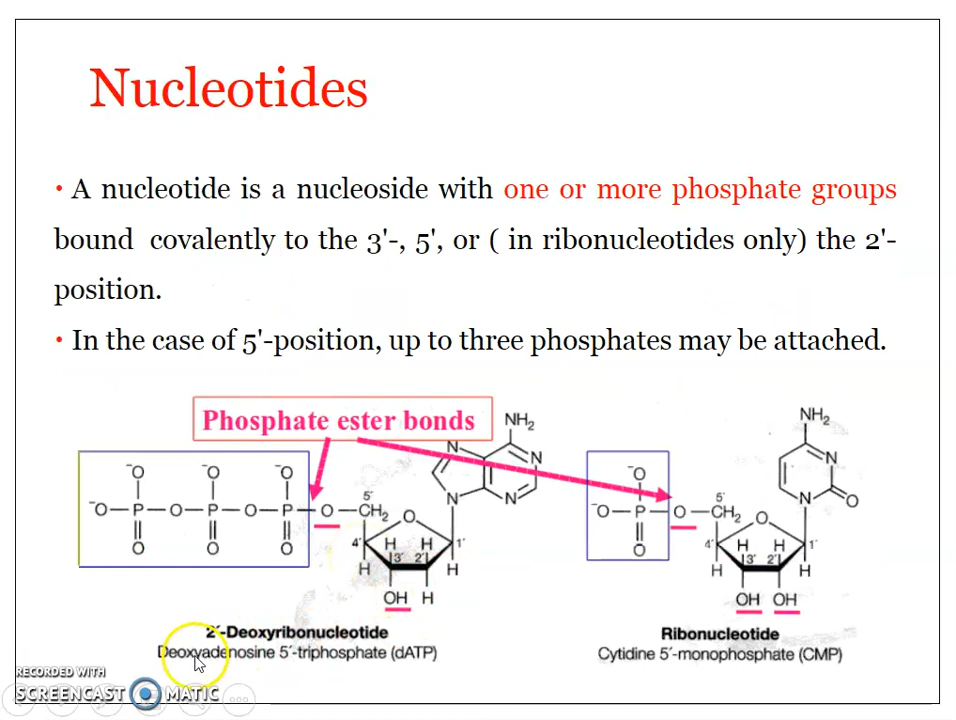 Nucleotides
• A nucleotide is a nucleoside with one or more phosphate groups
bound covalently to the 3'-, 5', or ( in ribonucleotides only) the 2'-
position.
• In the case of 5'-position, up to three phosphates may be attached.
Phosphate ester bonds
NH₂
N
N
N
N
⁻O
⁻O
⁻O
⁻O–P–O–P–O–P–O–CH₂
O
O
O
5′
O
4′
H
H
1′
H
3′
2′
H
OH
H
NH₂
N
N
O
⁻O
⁻O–P–O–CH₂
O
5′
O
4′
H
H
1′
H
3′
2′
H
OH
OH
2′-Deoxyribonucleotide
Deoxyadenosine 5′-triphosphate (dATP)
Ribonucleotide
Cytidine 5′-monophosphate (CMP)
RECORDED WITH
SCREENCAST MATIC